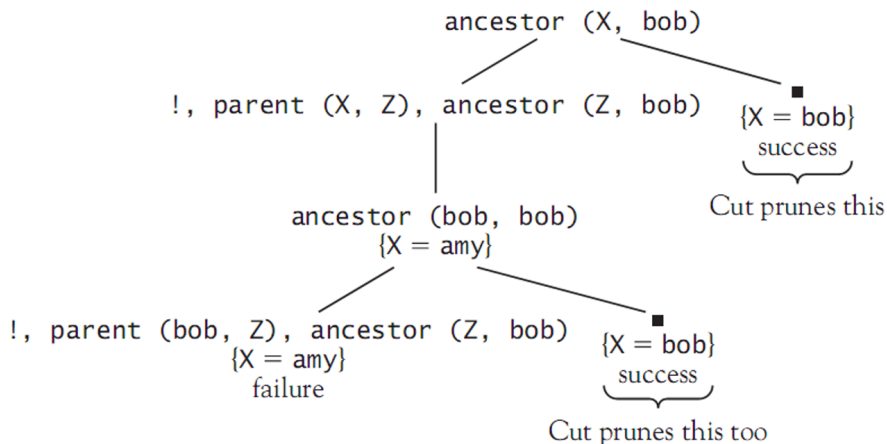 ancestor (X, bob)
!, parent (X, Z), ancestor (Z, bob)
{X = bob}
success
Cut prunes this
ancestor (bob, bob)
{X = amy}
!, parent (bob, Z), ancestor (Z, bob)
{X = amy}
failure
{X = bob}
success
Cut prunes this too